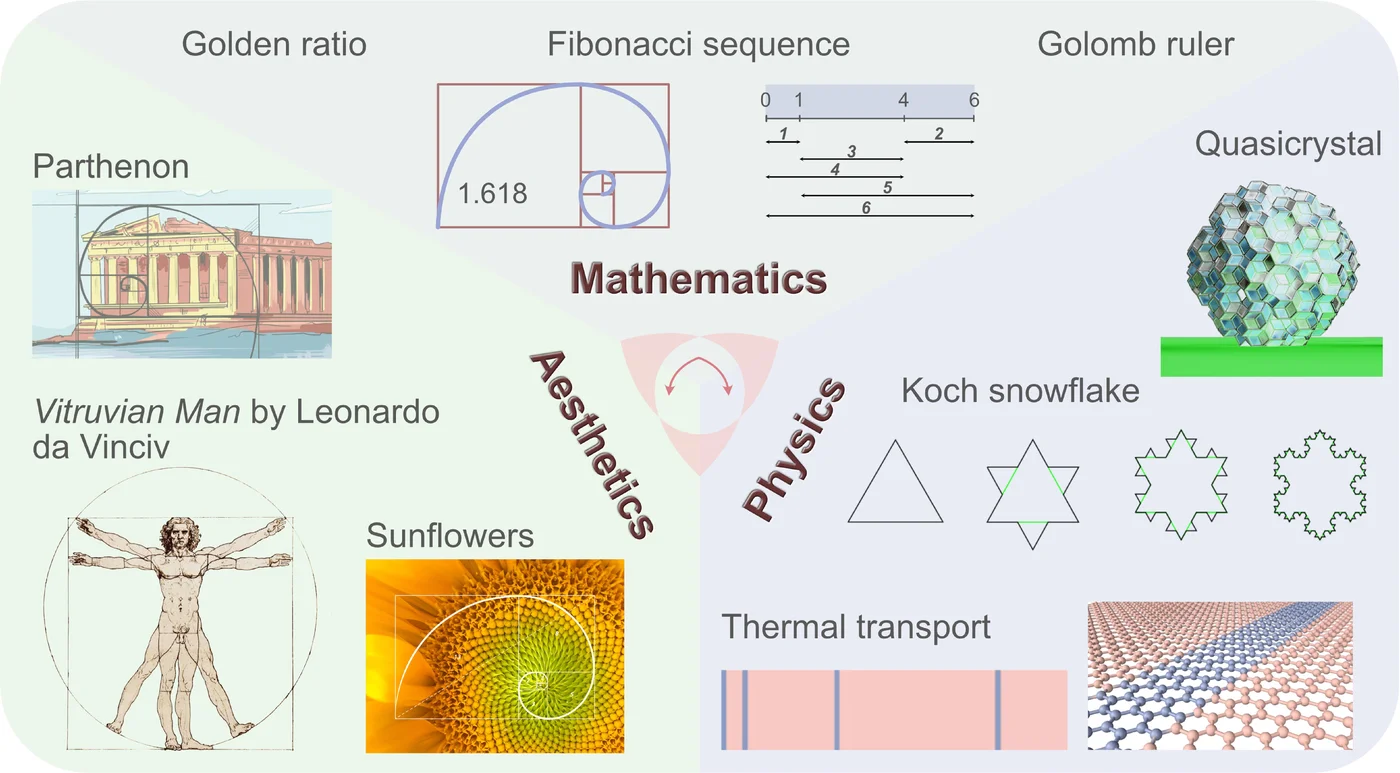 Golden ratio
Fibonacci sequence
Golomb ruler
1.618
0 1 4 6
1
2
3
4
5
6
Mathematics
Parthenon
Vitruvian Man by Leonardo
da Vinciv
Sunflowers
Aesthetics
Physics
Quasicrystal
Koch snowflake
Thermal transport